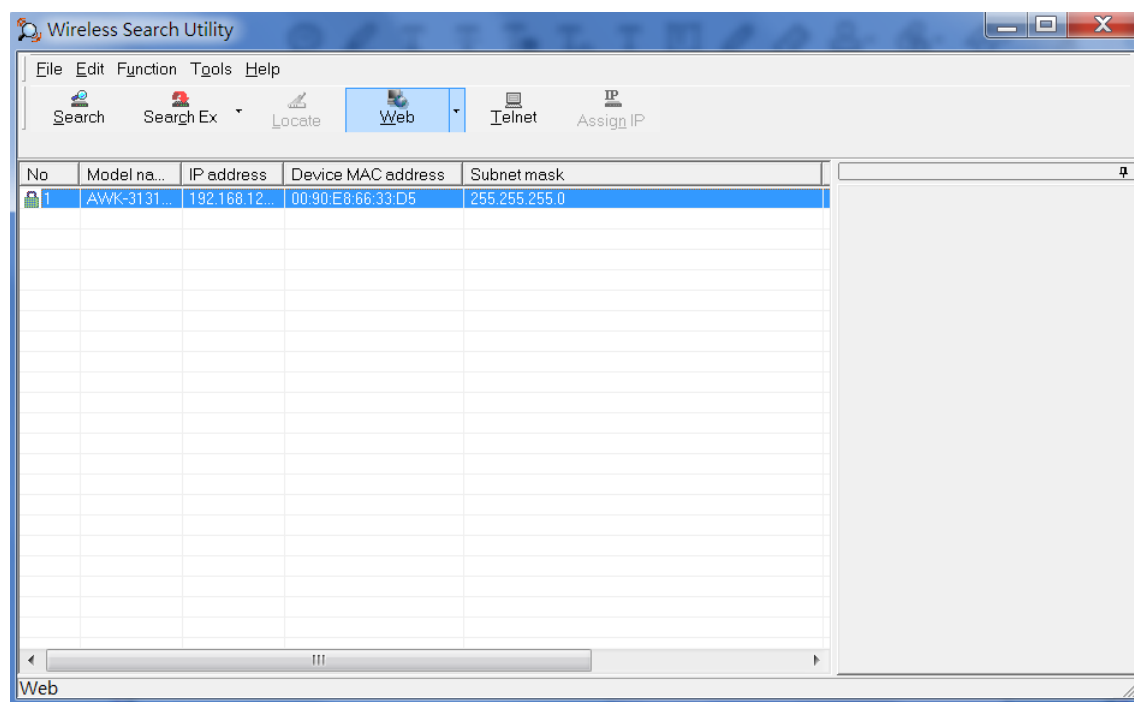 Wireless Search Utility
File Edit Function Tools Help
Search Search Ex Locate Web Telnet IP Assign IP
No Model na... IP address Device MAC address Subnet mask
1 AWK-3131... 192.168.12... 00:90:E8:66:33:D5 255.255.255.0
Web